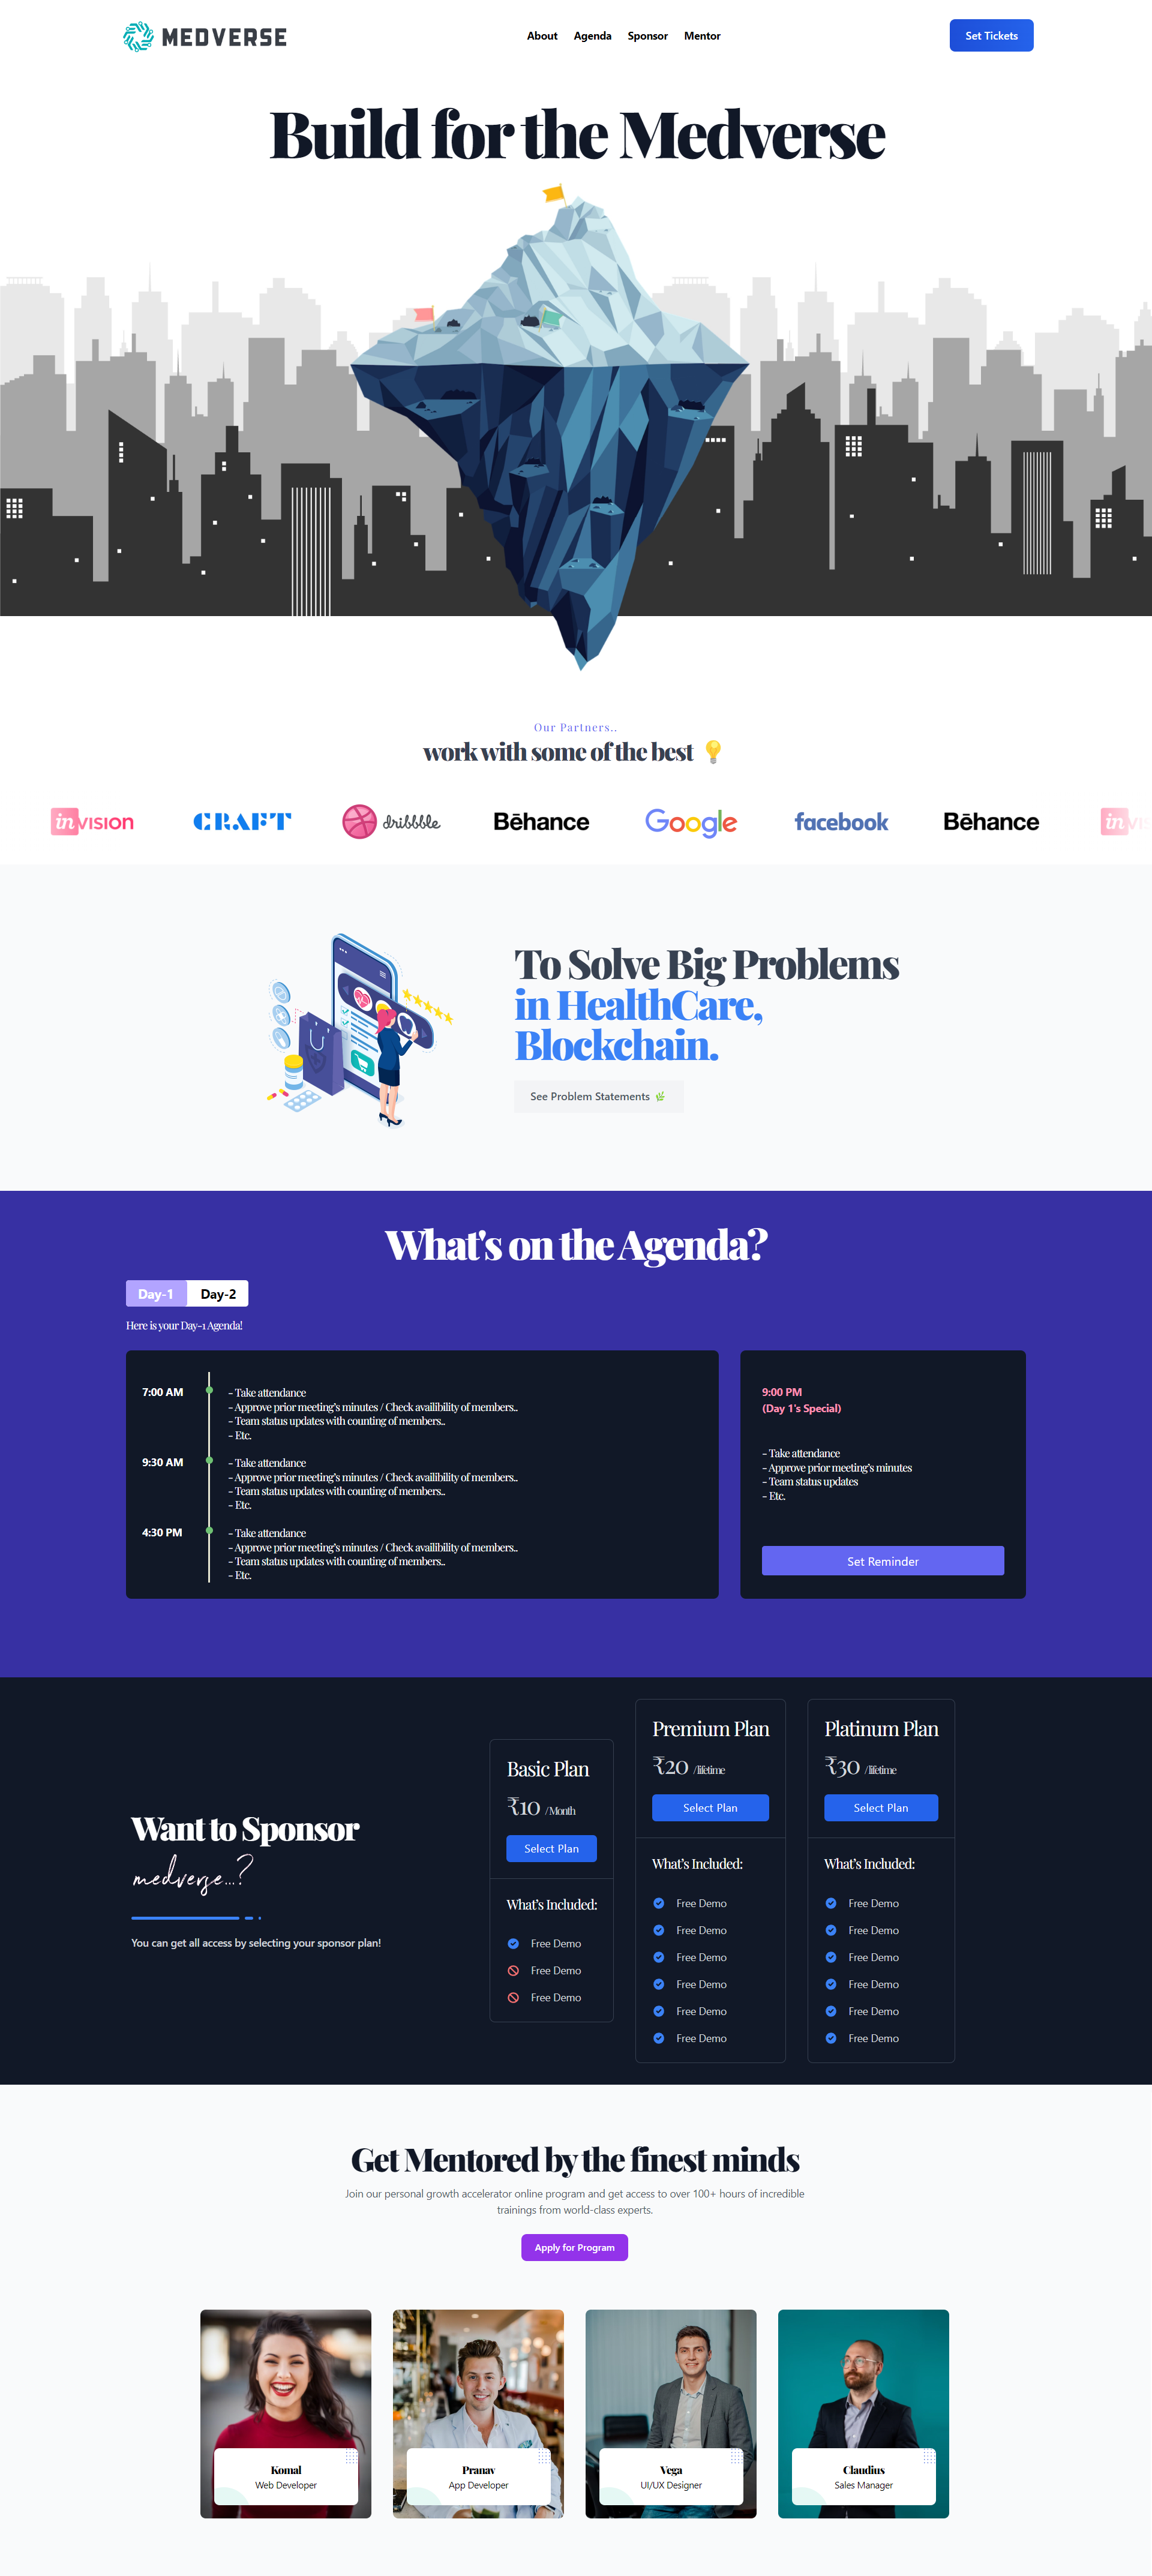 MEDVERSE
About Agenda Sponsor Mentor
Set Tickets
Build for the Medverse
Our Partners..
work with some of the best 💡
invision CRAFT dribbble Bēhance Google facebook Bēhance invis
To Solve Big Problems
in HealthCare,
Blockchain.
See Problem Statements 🌿
What's on the Agenda?
Day-1 Day-2
Here is your Day-1 Agenda!
7:00 AM
- Take attendance
- Approve prior meeting's minutes / Check availibility of members..
- Team status updates with counting of members..
- Etc.
9:30 AM
- Take attendance
- Approve prior meeting's minutes / Check availibility of members..
- Team status updates with counting of members..
- Etc.
4:30 PM
- Take attendance
- Approve prior meeting's minutes / Check availibility of members..
- Team status updates with counting of members..
- Etc.
9:00 PM
(Day 1's Special)
- Take attendance
- Approve prior meeting's minutes
- Team status updates
- Etc.
Set Reminder
Want to Sponsor
medverse...?
You can get all access by selecting your sponsor plan!
Basic Plan
₹10 / Month
Select Plan
What's Included:
Free Demo
Free Demo
Free Demo
Premium Plan
₹20 / lifetime
Select Plan
What's Included:
Free Demo
Free Demo
Free Demo
Free Demo
Free Demo
Free Demo
Platinum Plan
₹30 / lifetime
Select Plan
What's Included:
Free Demo
Free Demo
Free Demo
Free Demo
Free Demo
Free Demo
Get Mentored by the finest minds
Join our personal growth accelerator online program and get access to over 100+ hours of incredible
trainings from world-class experts.
Apply for Program
Komal
Web Developer
Pranav
App Developer
Vega
UI/UX Designer
Claudius
Sales Manager